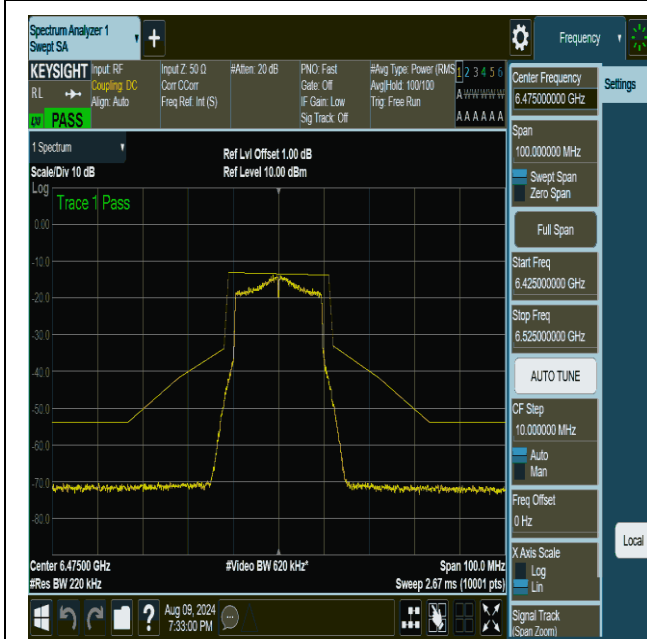 Spectrum Analyzer 1
Swept SA
+
Frequency
KEYSIGHT
RL
PASS
Input: RF
Coupling: DC
Align: Auto
Input Z: 50 Ω
Corr CCorr
Freq Ref: Int (S)
#Atten: 20 dB
PNO: Fast
Gate: Off
IF Gain: Low
Sig Track: Off
#Avg Type: Power (RMS
Avg|Hold: 100/100
Trig: Free Run
1 2 3 4 5 6
A W W W W W
A A A A A A
Center Frequency
6.475000000 GHz
Settings
Span
100.000000 MHz
Swept Span
Zero Span
Full Span
Start Freq
6.425000000 GHz
Stop Freq
6.525000000 GHz
AUTO TUNE
CF Step
10.000000 MHz
Auto
Man
Freq Offset
0 Hz
X Axis Scale
Log
Lin
Local
Signal Track
(Span Zoom)
1 Spectrum
Scale/Div 10 dB
Ref Lvl Offset 1.00 dB
Ref Level 10.00 dBm
Log
Trace 1 Pass
0.00
-10.0
-20.0
-30.0
-40.0
-50.0
-60.0
-70.0
-80.0
Center 6.47500 GHz
#Video BW 620 kHz*
Span 100.0 MHz
#Res BW 220 kHz
Sweep 2.67 ms (10001 pts)
?
Aug 09, 2024
7:33:00 PM